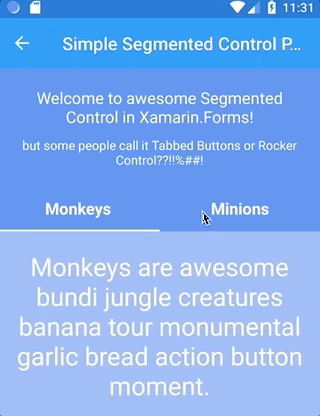 11:31
Simple Segmented Control P...
Welcome to awesome Segmented
Control in Xamarin.Forms!
but some people call it Tabbed Buttons or Rocker
Control??!!%##!
Monkeys Minions
Monkeys are awesome
bundi jungle creatures
banana tour monumental
garlic bread action button
moment.